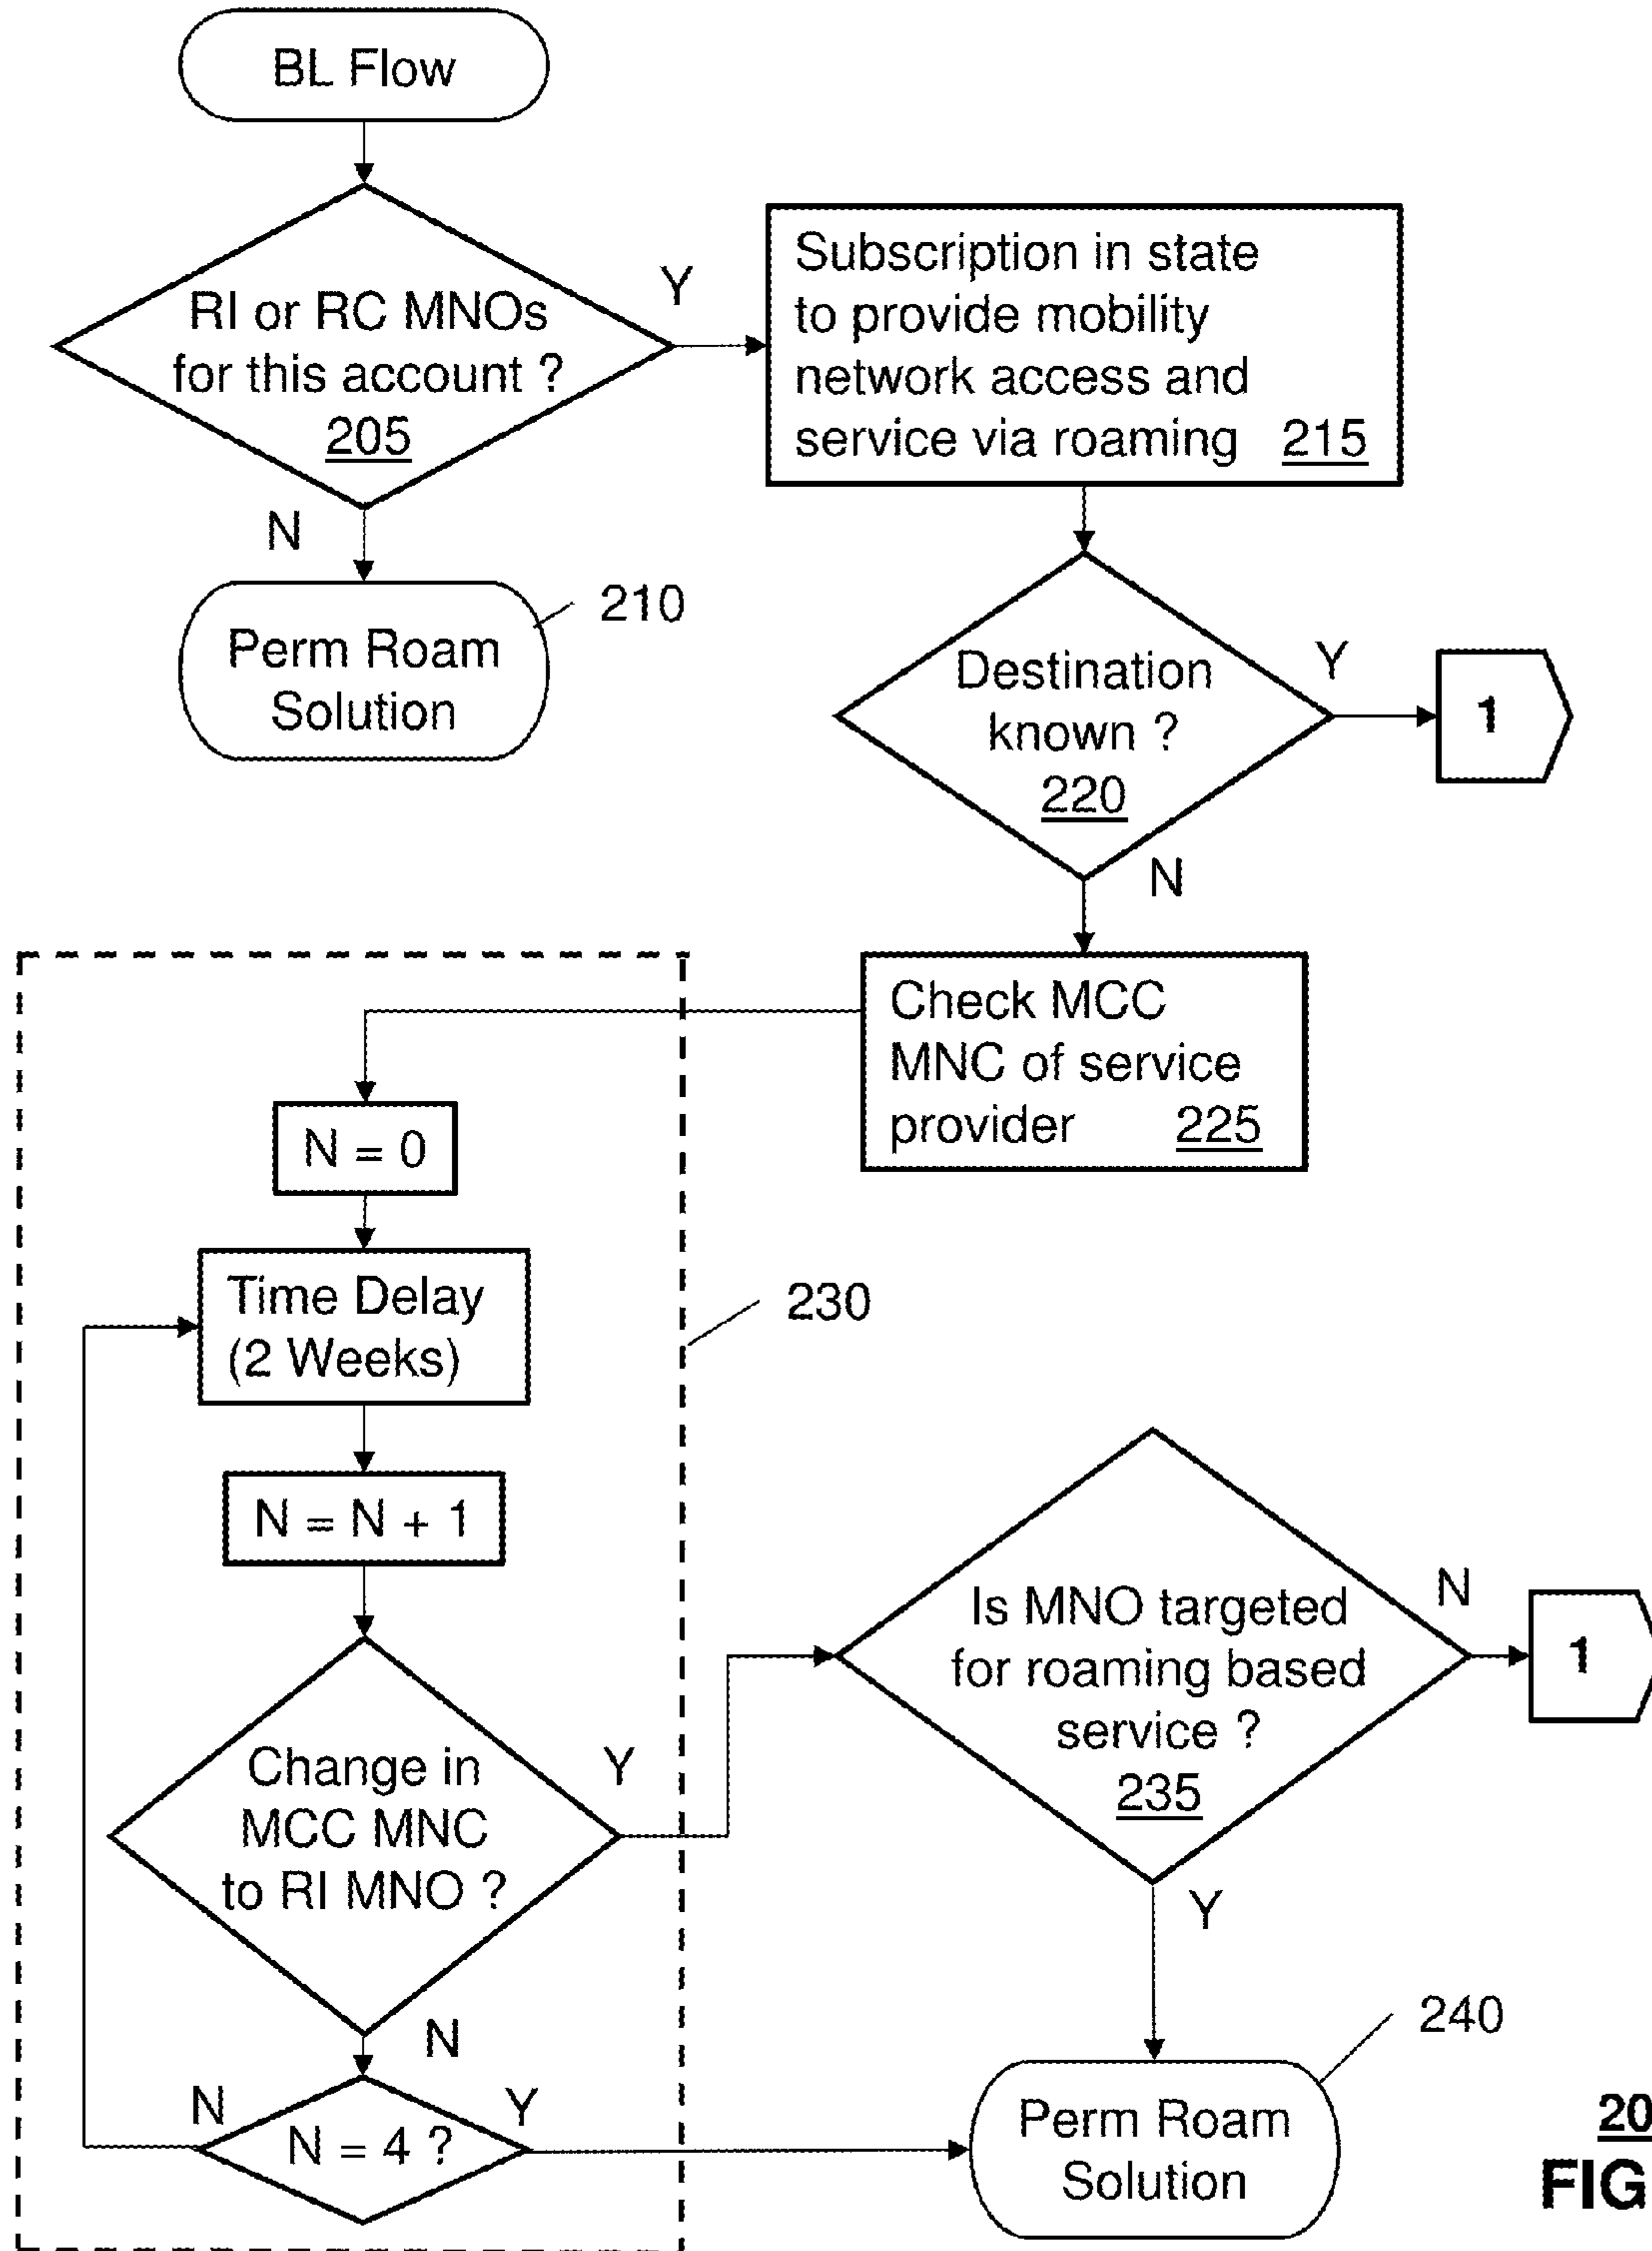 BL Flow
RI or RC MNOs
for this account ?
205
Y
N
Perm Roam
Solution
210
Subscription in state
to provide mobility
network access and
service via roaming 215
Destination
known ?
220
Y
1
N
Check MCC
MNC of service
provider 225
N = 0
Time Delay
(2 Weeks)
230
N = N + 1
Change in
MCC MNC
to RI MNO ?
Y
N
N = 4 ?
N
Y
Is MNO targeted
for roaming based
service ?
235
N
1
Y
240
Perm Roam
Solution
20
FIG